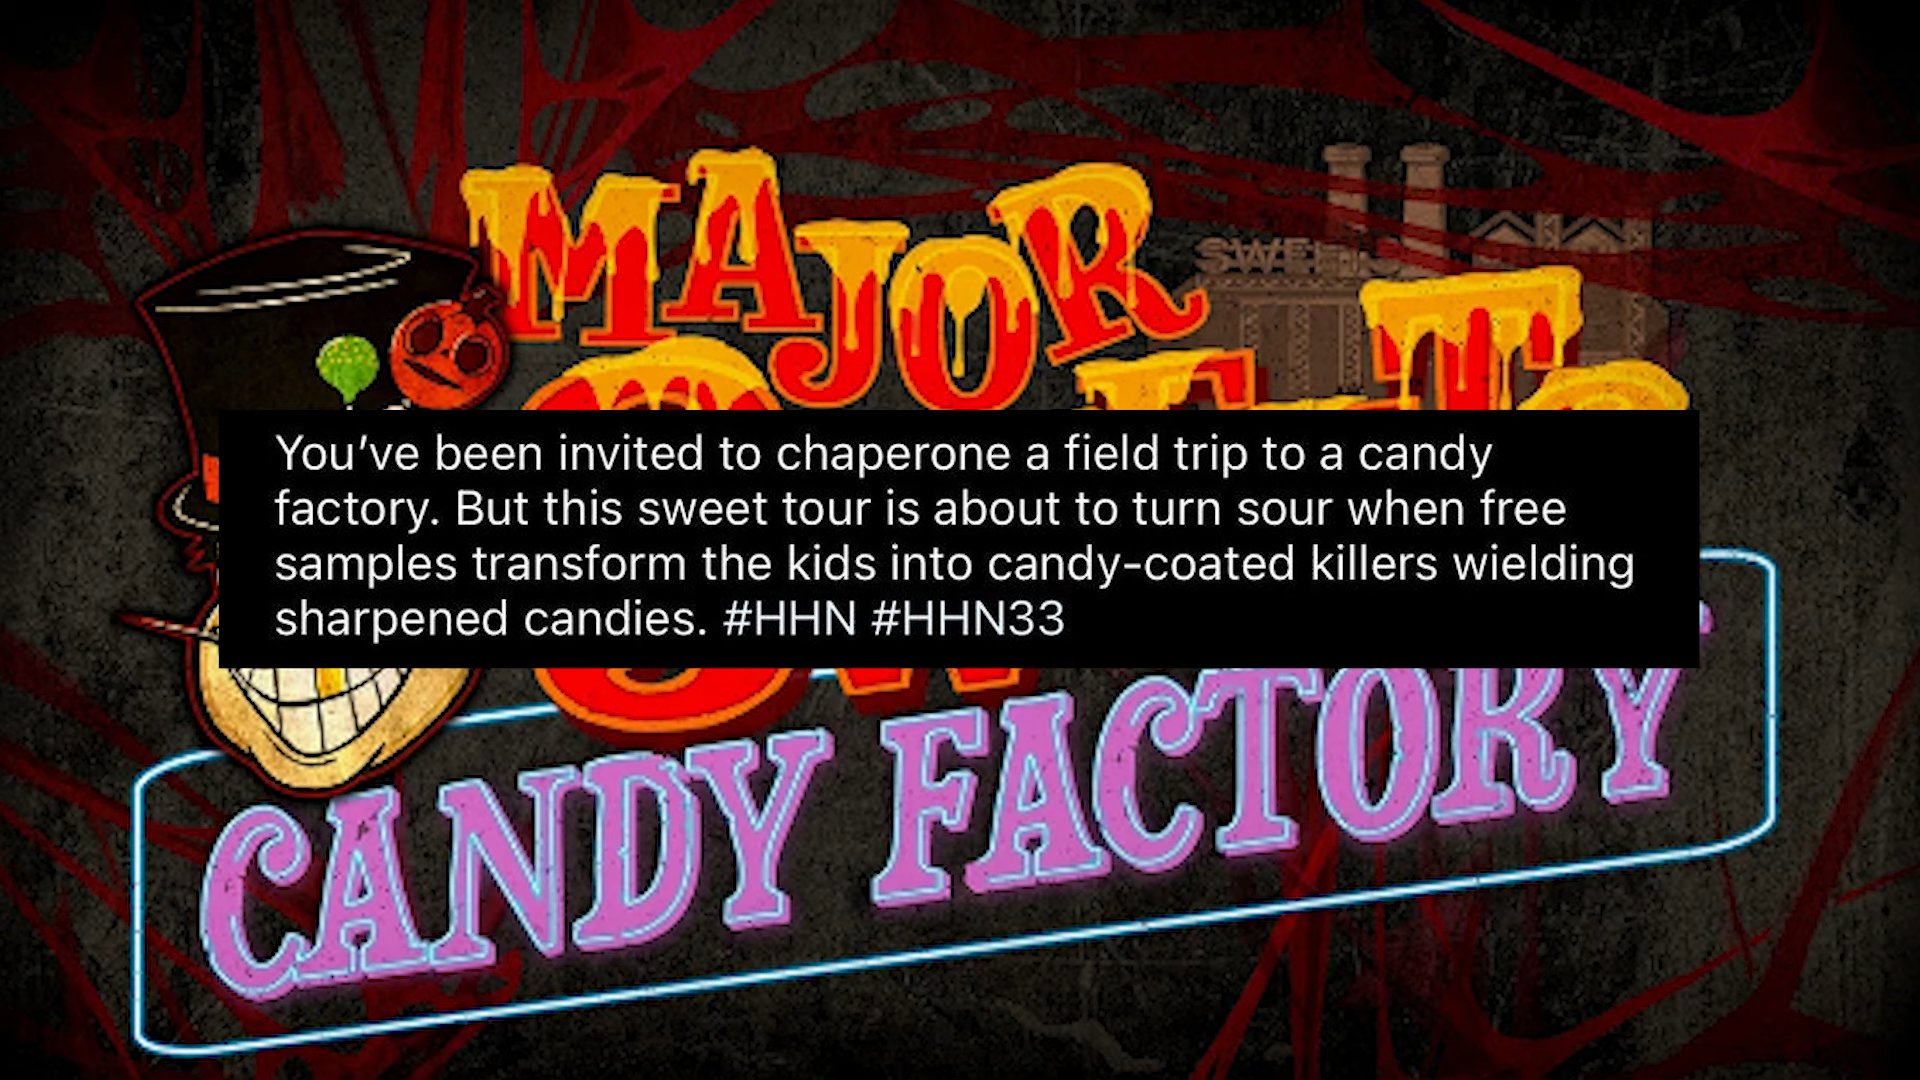 MAJOR
You've been invited to chaperone a field trip to a candy
factory. But this sweet tour is about to turn sour when free
samples transform the kids into candy-coated killers wielding
sharpened candies. #HHN #HHN33
CANDY FACTORY